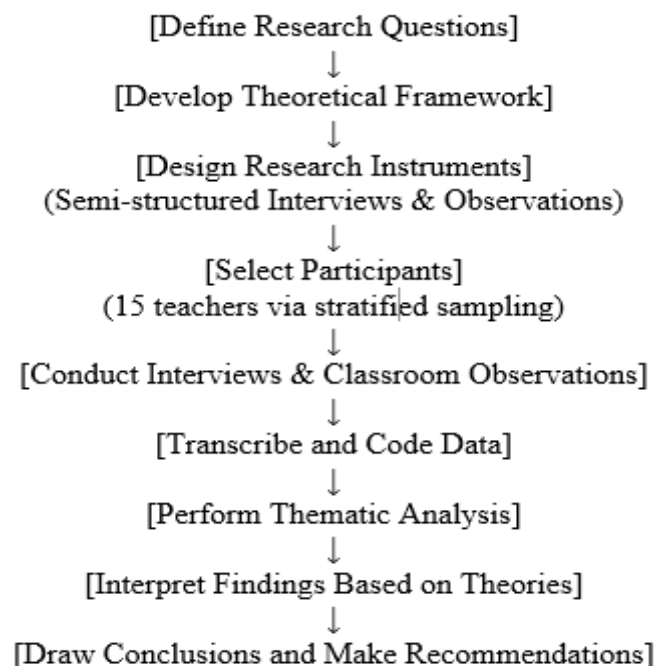 [Define Research Questions]
↓
[Develop Theoretical Framework]
↓
[Design Research Instruments]
(Semi-structured Interviews & Observations)
↓
[Select Participants]
(15 teachers via stratified sampling)
↓
[Conduct Interviews & Classroom Observations]
↓
[Transcribe and Code Data]
↓
[Perform Thematic Analysis]
↓
[Interpret Findings Based on Theories]
↓
[Draw Conclusions and Make Recommendations]